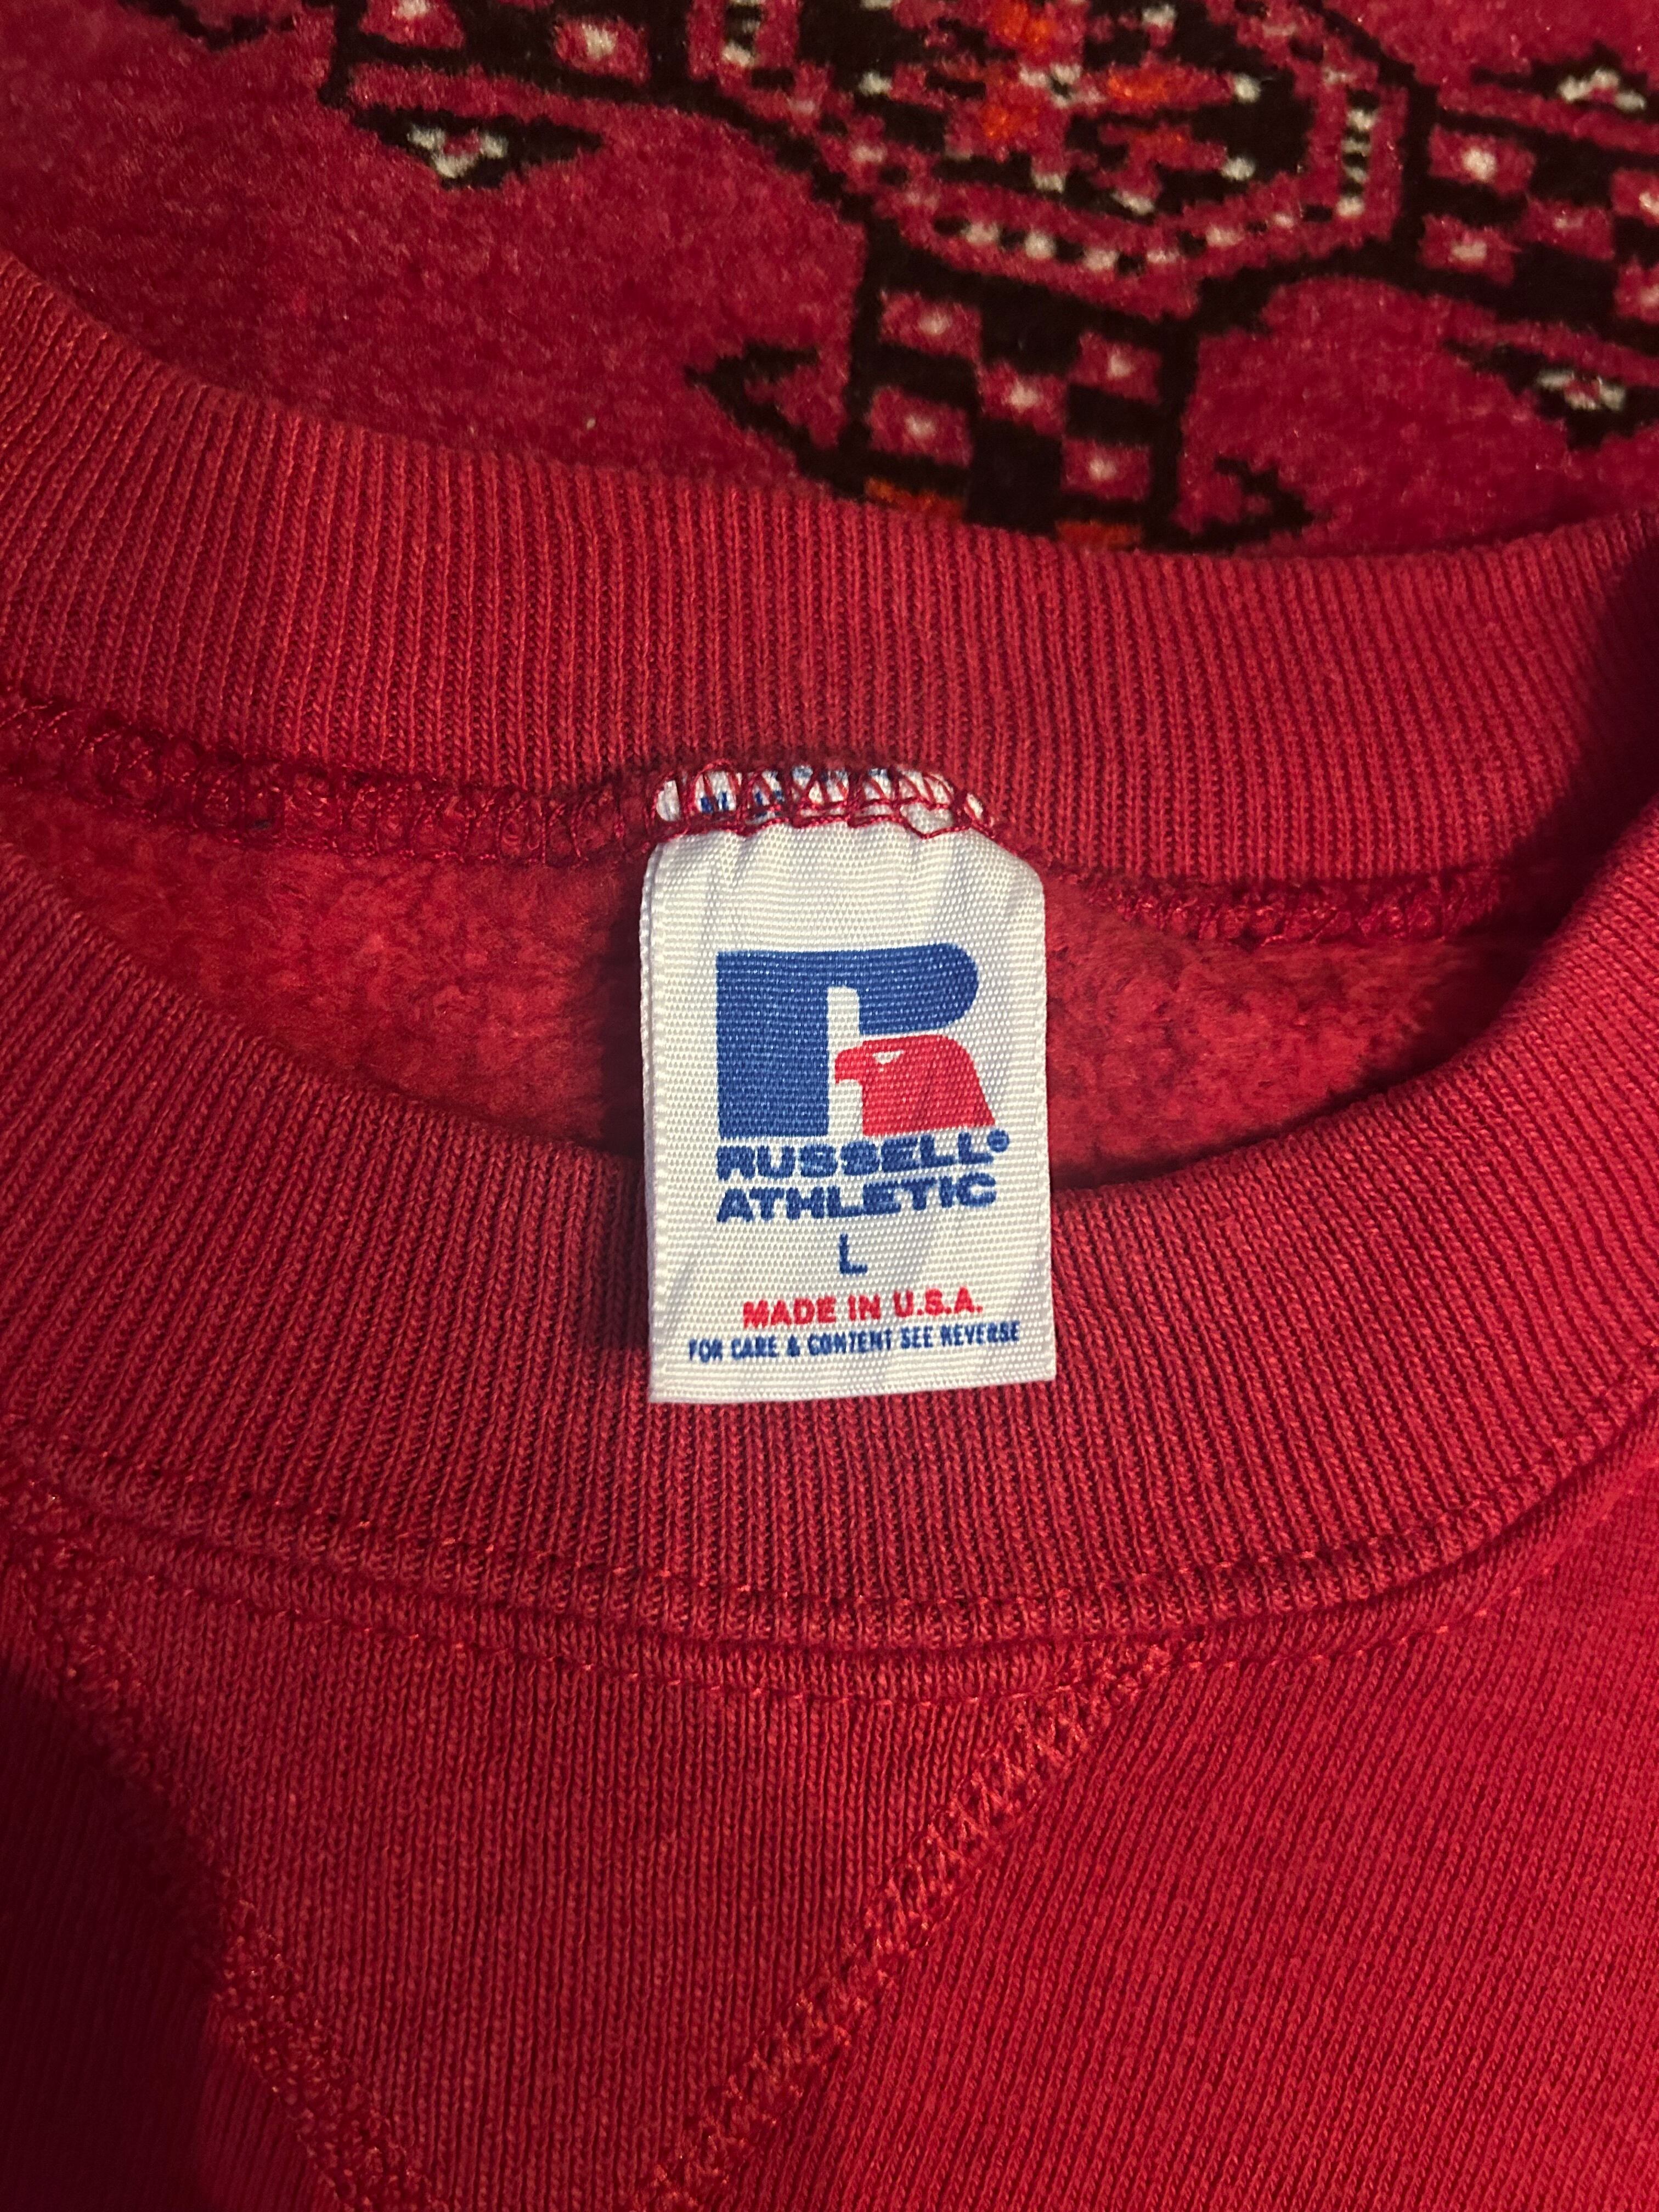 RUSSELL®
ATHLETIC
L
MADE IN U.S.A.
FOR CARE & CONTENT SEE REVERSE